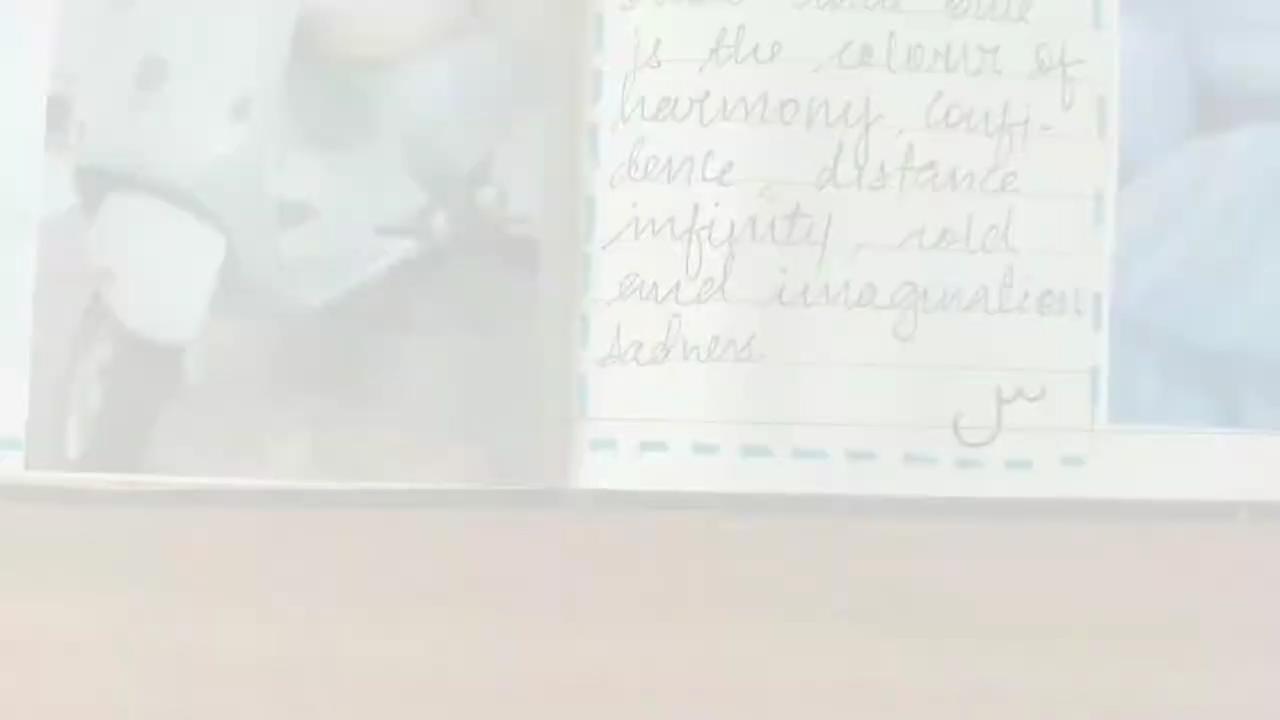 is the colour of
harmony, confi-
dence distance
infinity, cold
and imagination
sadness